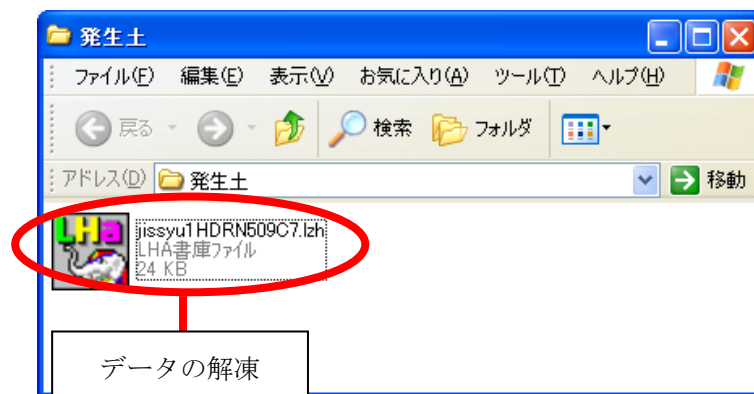 発生土
ファイル(F) 編集(E) 表示(V) お気に入り(A) ツール(T) ヘルプ(H)
戻る 検索 フォルダ
アドレス(D) 発生土 移動
LHa
jissyu1HDRN509C7.lzh
LHA書庫ファイル
24 KB
データの解凍